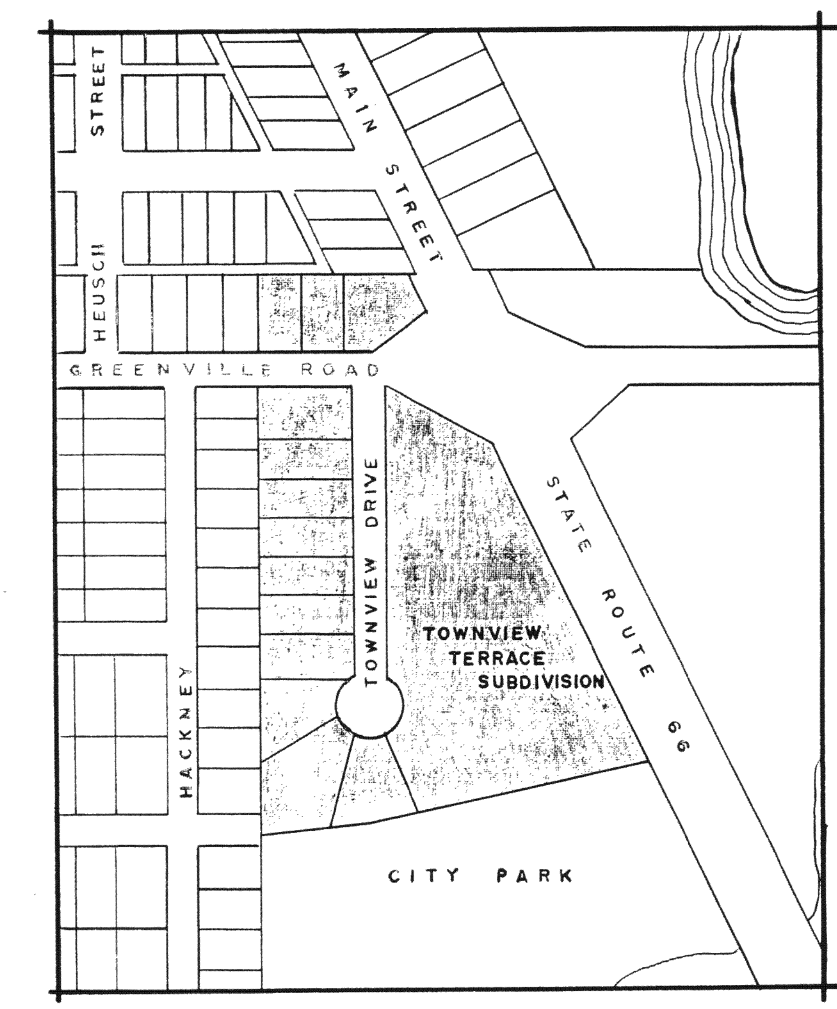 STREET
HEUSCH
MAIN STREET
GREENVILLE ROAD
TOWNVIEW DRIVE
STATE ROUTE 66
TOWNVIEW
TERRACE
SUBDIVISION
HACKNEY
CITY PARK